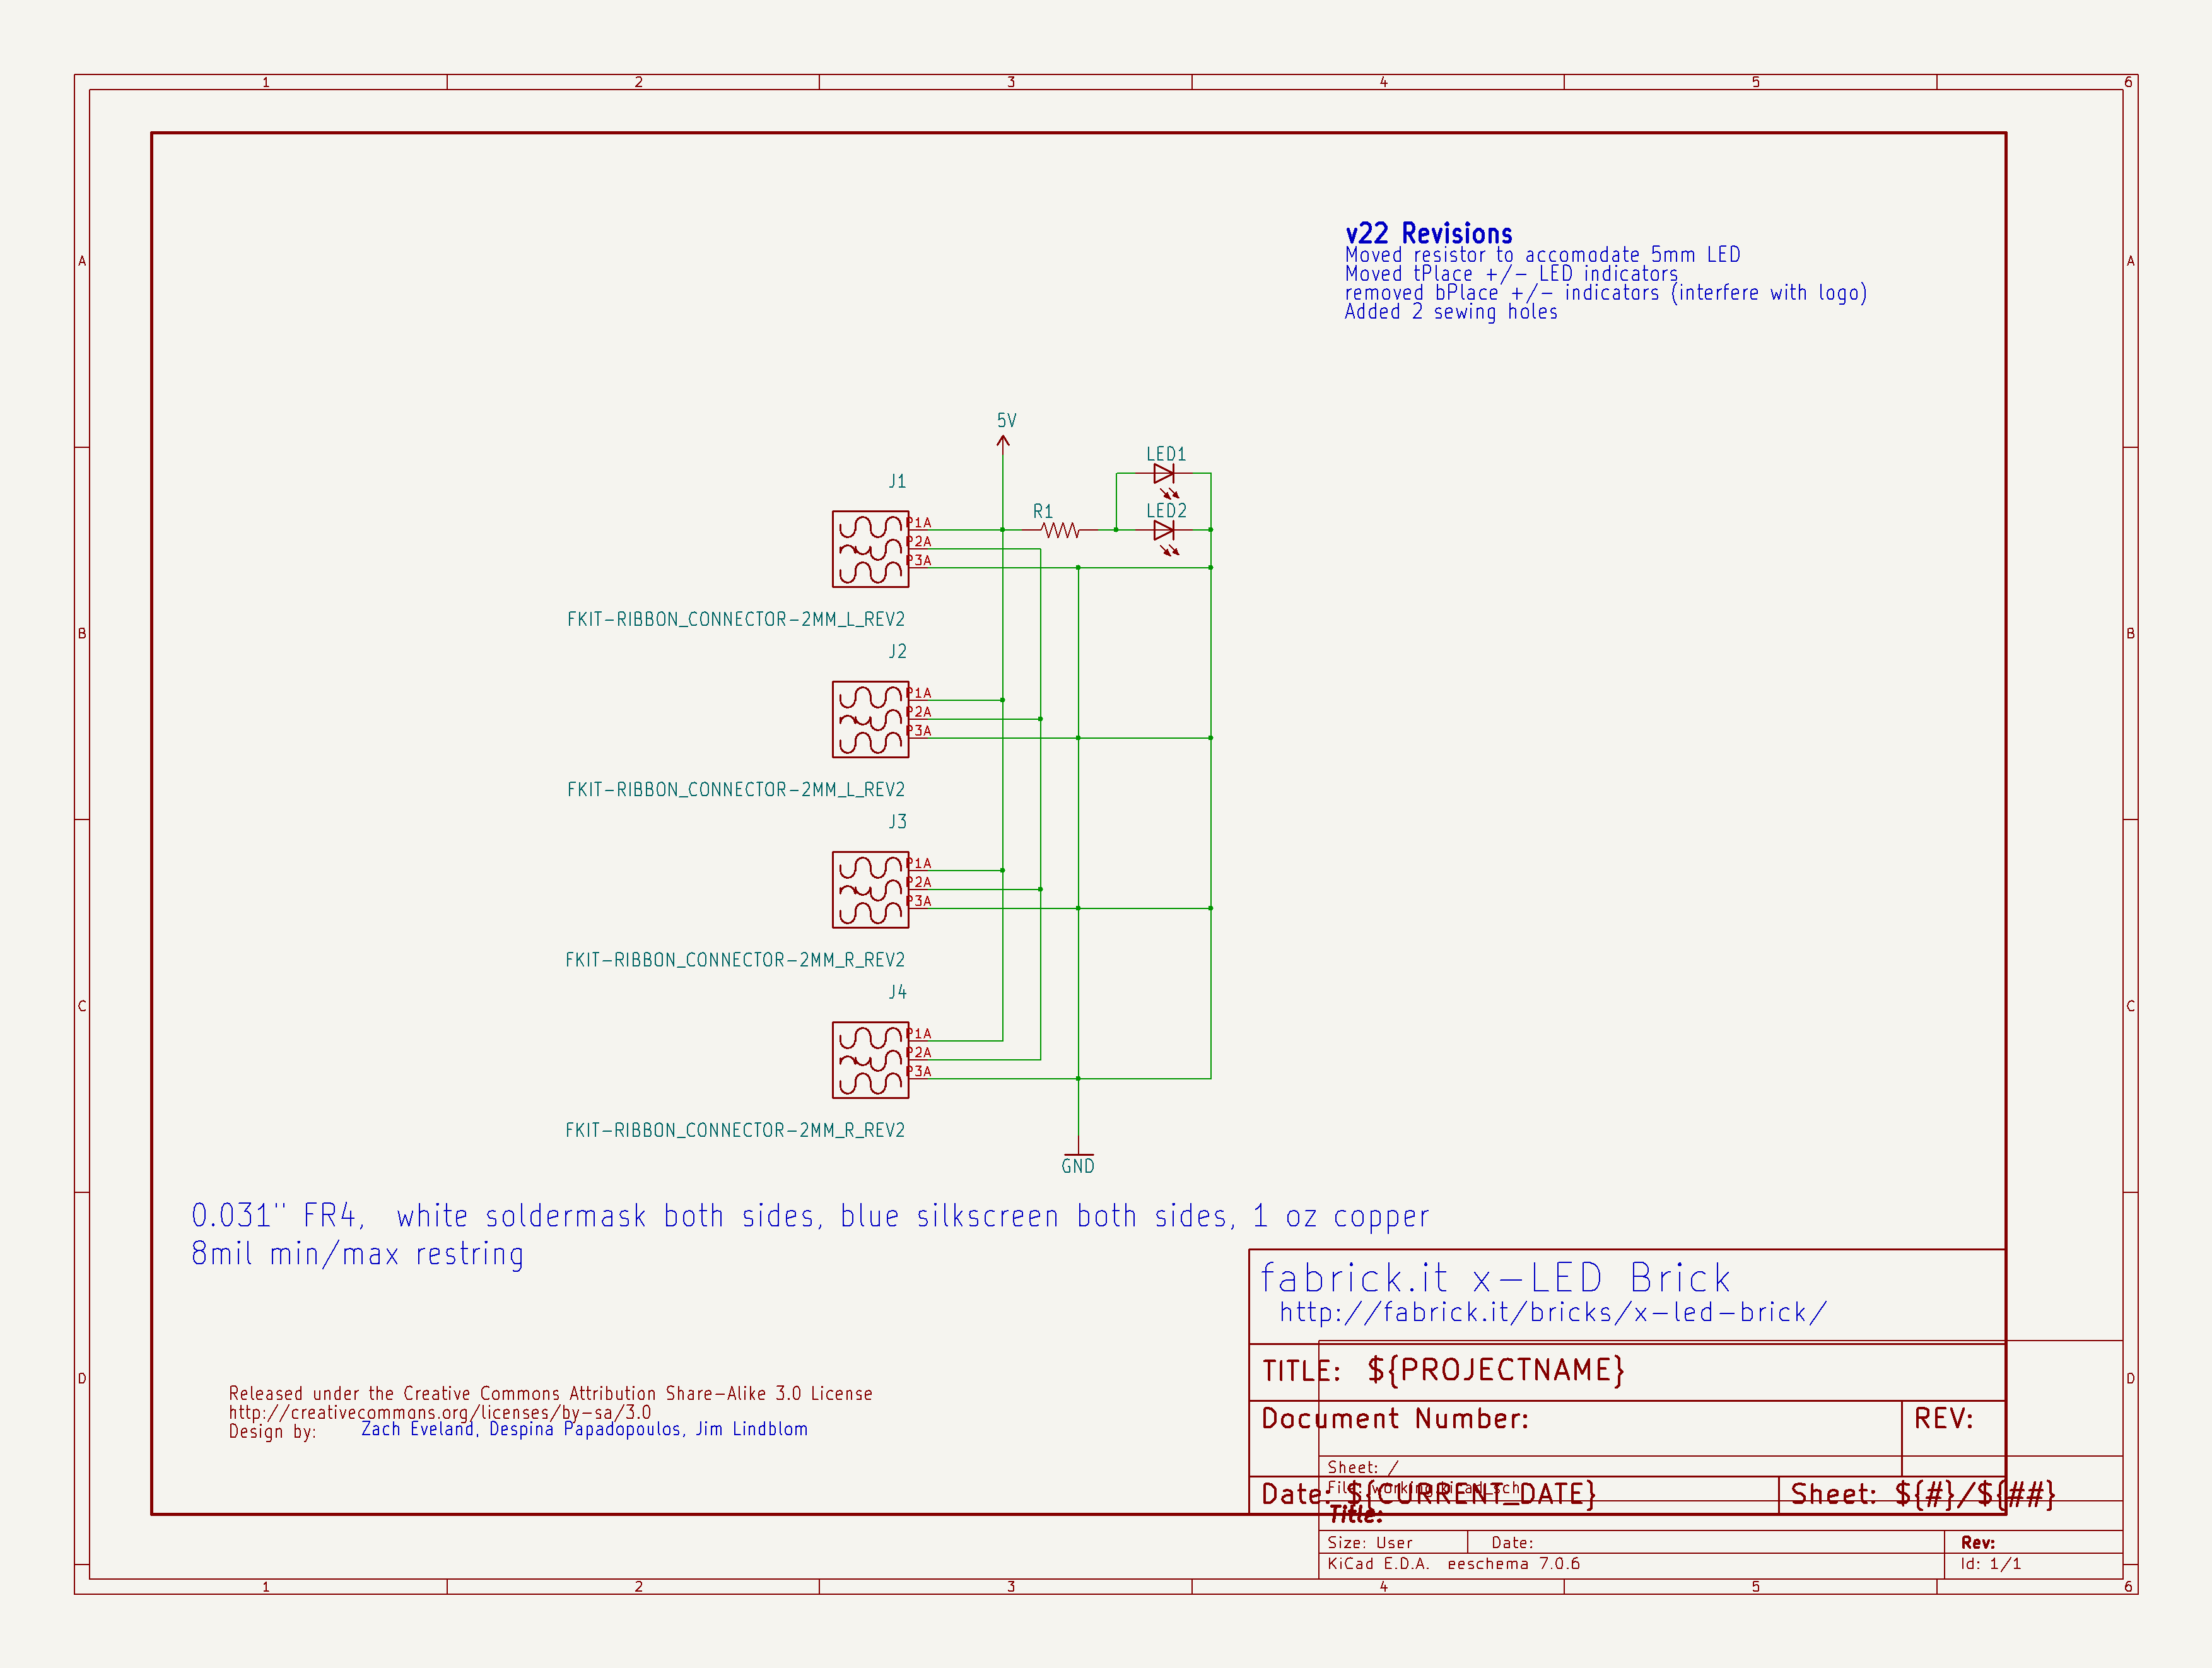 1 2 3 4 5 6
A A
v22 Revisions
Moved resistor to accomodate 5mm LED
Moved tPlace +/- LED indicators
removed bPlace +/- indicators (interfere with logo)
Added 2 sewing holes
5V
LED1
J1
R1 LED2
P1A
P2A
P3A
FKIT-RIBBON_CONNECTOR-2MM_L_REV2
B B
J2
P1A
P2A
P3A
FKIT-RIBBON_CONNECTOR-2MM_L_REV2
J3
P1A
P2A
P3A
FKIT-RIBBON_CONNECTOR-2MM_R_REV2
J4
C C
P1A
P2A
P3A
FKIT-RIBBON_CONNECTOR-2MM_R_REV2
GND
0.031" FR4,  white soldermask both sides, blue silkscreen both sides, 1 oz copper
8mil min/max restring
fabrick.it x-LED Brick
http://fabrick.it/bricks/x-led-brick/
TITLE: ${PROJECTNAME}
D D
Released under the Creative Commons Attribution Share-Alike 3.0 License
http://creativecommons.org/licenses/by-sa/3.0
Design by: Zach Eveland, Despina Papadopoulos, Jim Lindblom
Document Number: REV:
Sheet: /
File: working.kicad_sch
Date: ${CURRENT_DATE} Sheet: ${#}/${##}
Title:
Size: User Date: Rev:
KiCad E.D.A.  eeschema 7.0.6 Id: 1/1
1 2 3 4 5 6